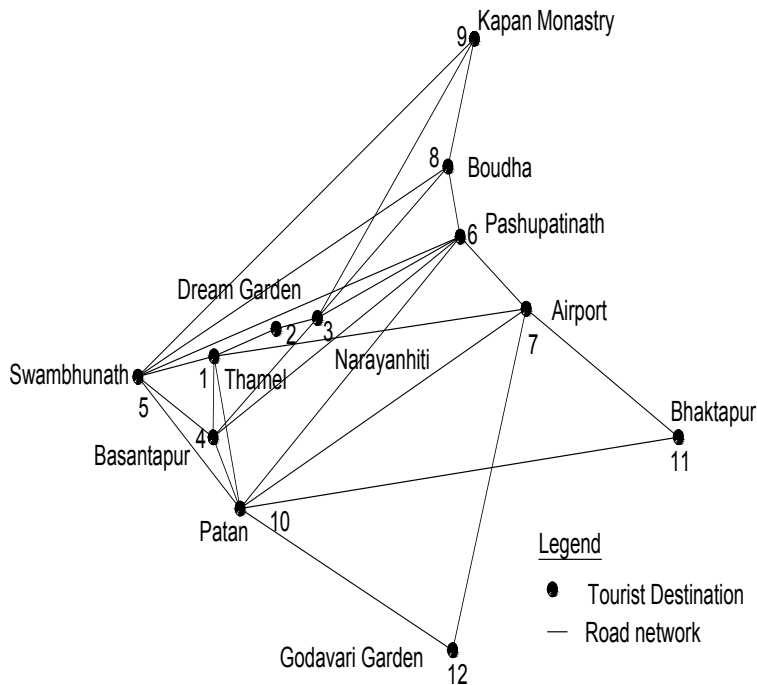 Kapan Monastry
9
8
Boudha
Pashupatinath
6
Dream Garden
2
3
Airport
7
Narayanhiti
Swambhunath
1
Thamel
5
4
Basantapur
Bhaktapur
11
Patan
10
Legend
Tourist Destination
Road network
Godavari Garden
12